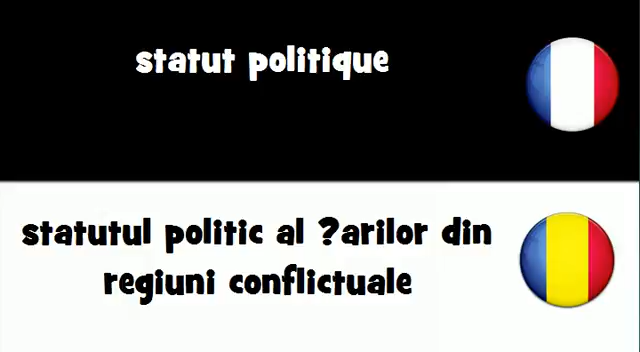 statut politique
statutul politic al ?arilor din
regiuni conflictuale